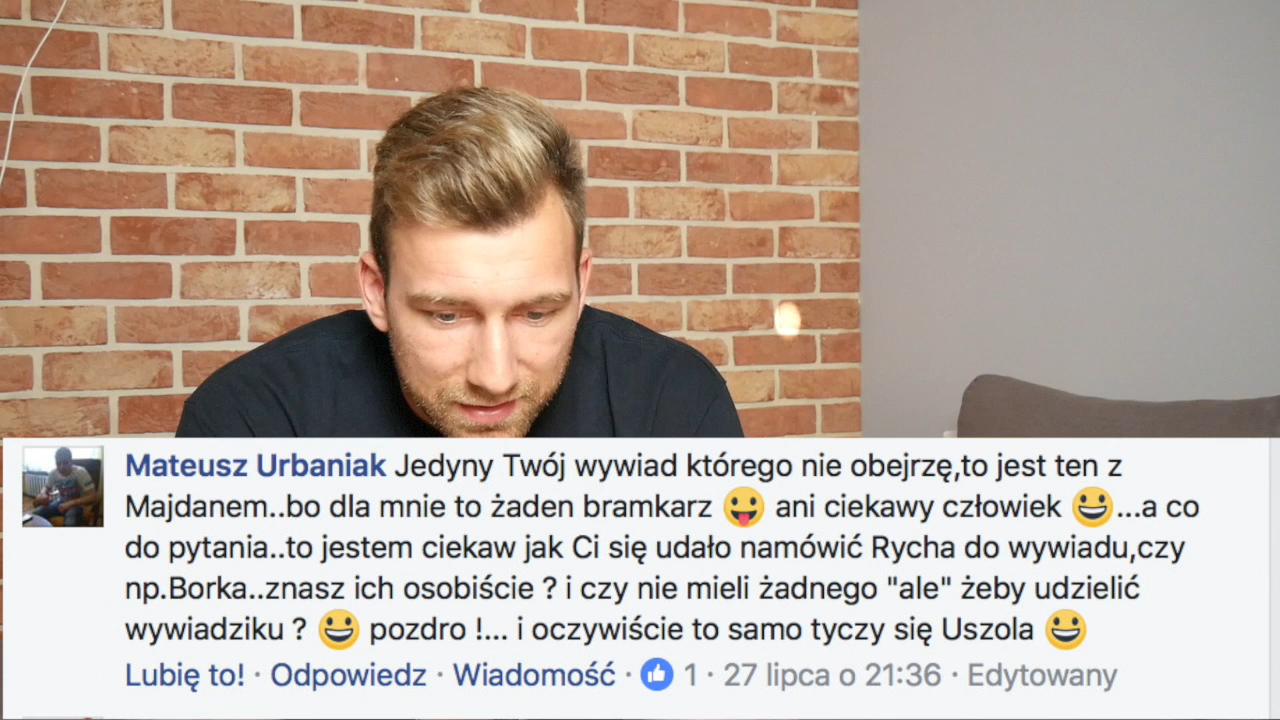 Mateusz Urbaniak Jedyny Twój wywiad którego nie obejrzę,to jest ten z
Majdanem..bo dla mnie to żaden bramkarz 😛 ani ciekawy człowiek 😀...a co
do pytania..to jestem ciekaw jak Ci się udało namówić Rycha do wywiadu,czy
np.Borka..znasz ich osobiście ? i czy nie mieli żadnego "ale" żeby udzielić
wywiadziku ? 😀 pozdro !... i oczywiście to samo tyczy się Uszola 😀
Lubię to! · Odpowiedz · Wiadomość · 1 · 27 lipca o 21:36 · Edytowany